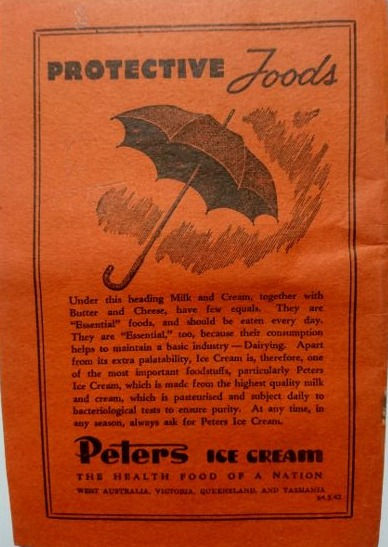 PROTECTIVE Foods
Under this heading Milk and Cream, together with
Butter and Cheese, have few equals. They are
"Essential" foods, and should be eaten every day.
They are "Essential," too, because their consumption
helps to maintain a basic industry — Dairying. Apart
from its extra palatability, Ice Cream is, therefore, one
of the most important foodstuffs, particularly Peters
Ice Cream, which is made from the highest quality milk
and cream, which is pasteurised and subject daily to
bacteriological tests to ensure purity. At any time, in
any season, always ask for Peters Ice Cream.
Peters ICE CREAM
THE HEALTH FOOD OF A NATION
WEST AUSTRALIA, VICTORIA, QUEENSLAND, AND TASMANIA